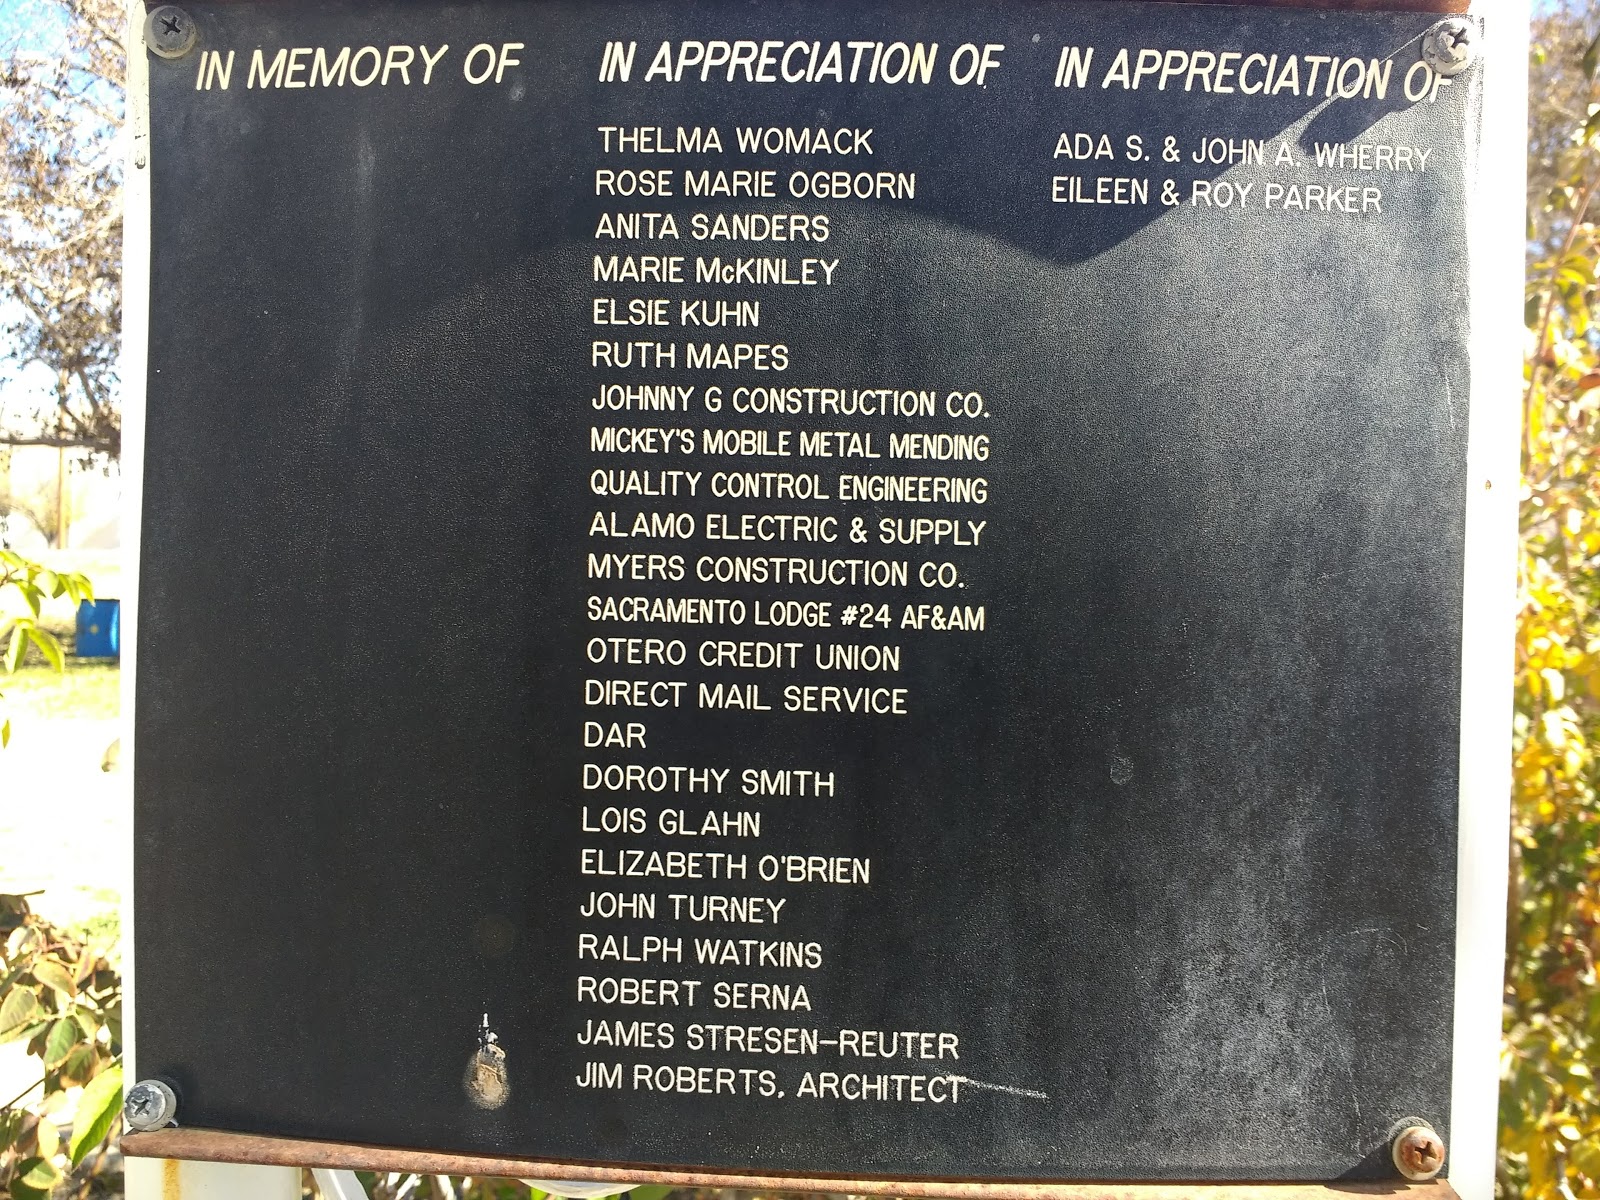 IN MEMORY OF
IN APPRECIATION OF
THELMA WOMACK
ROSE MARIE OGBORN
ANITA SANDERS
MARIE McKINLEY
ELSIE KUHN
RUTH MAPES
JOHNNY G CONSTRUCTION CO.
MICKEY'S MOBILE METAL MENDING
QUALITY CONTROL ENGINEERING
ALAMO ELECTRIC & SUPPLY
MYERS CONSTRUCTION CO.
SACRAMENTO LODGE #24 AF&AM
OTERO CREDIT UNION
DIRECT MAIL SERVICE
DAR
DOROTHY SMITH
LOIS GLAHN
ELIZABETH O'BRIEN
JOHN TURNEY
RALPH WATKINS
ROBERT SERNA
JAMES STRESEN-REUTER
JIM ROBERTS, ARCHITECT
IN APPRECIATION OF
ADA S. & JOHN A. WHERRY
EILEEN & ROY PARKER